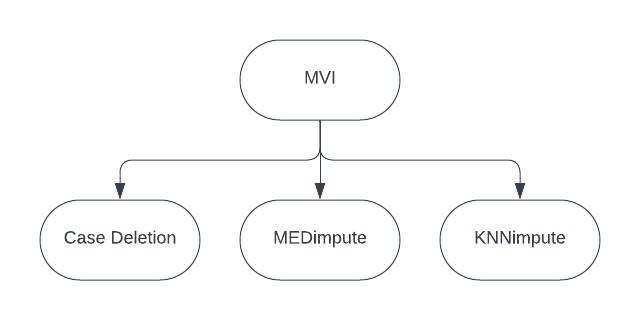 MVI
Case Deletion
MEDimpute
KNNimpute